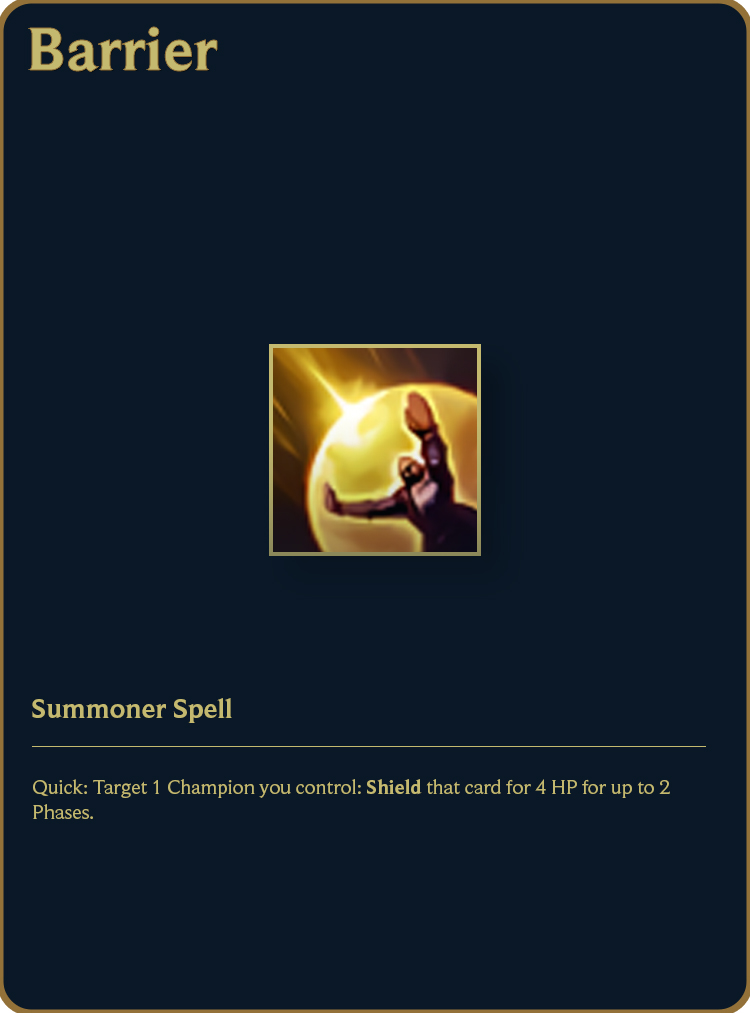 Barrier
Summoner Spell
Quick: Target 1 Champion you control: Shield that card for 4 HP for up to 2
Phases.